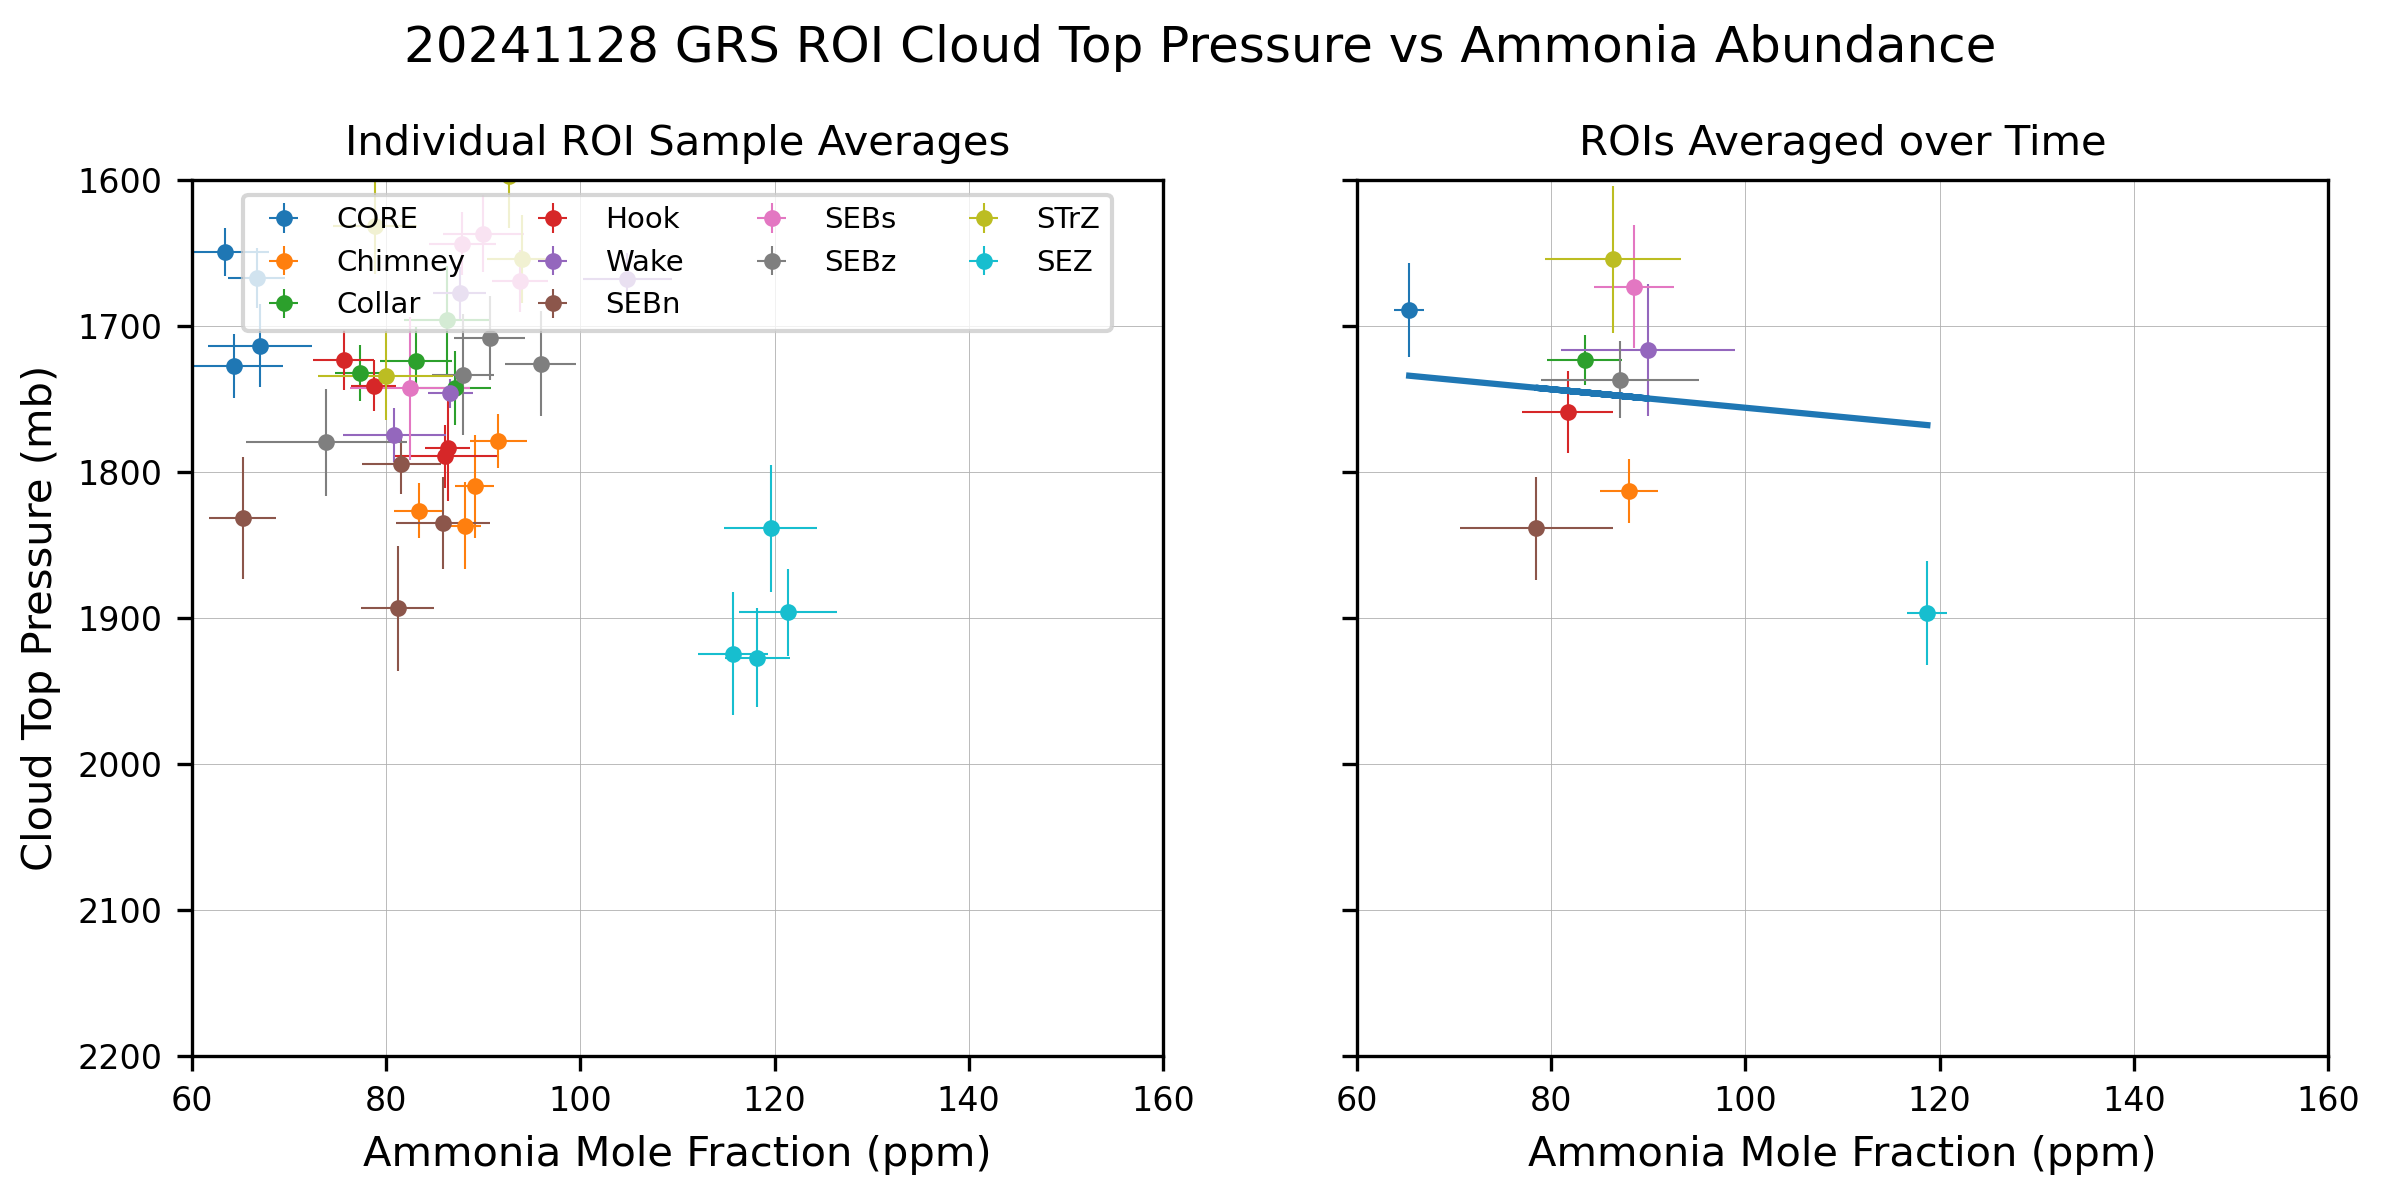 20241128 GRS ROI Cloud Top Pressure vs Ammonia Abundance
Individual ROI Sample Averages
ROIs Averaged over Time
Cloud Top Pressure (mb)
1600
1700
1800
1900
2000
2100
2200
CORE
Chimney
Collar
Hook
Wake
SEBn
SEBs
SEBz
STrZ
SEZ
60 80 100 120 140 160
60 80 100 120 140 160
Ammonia Mole Fraction (ppm)
Ammonia Mole Fraction (ppm)